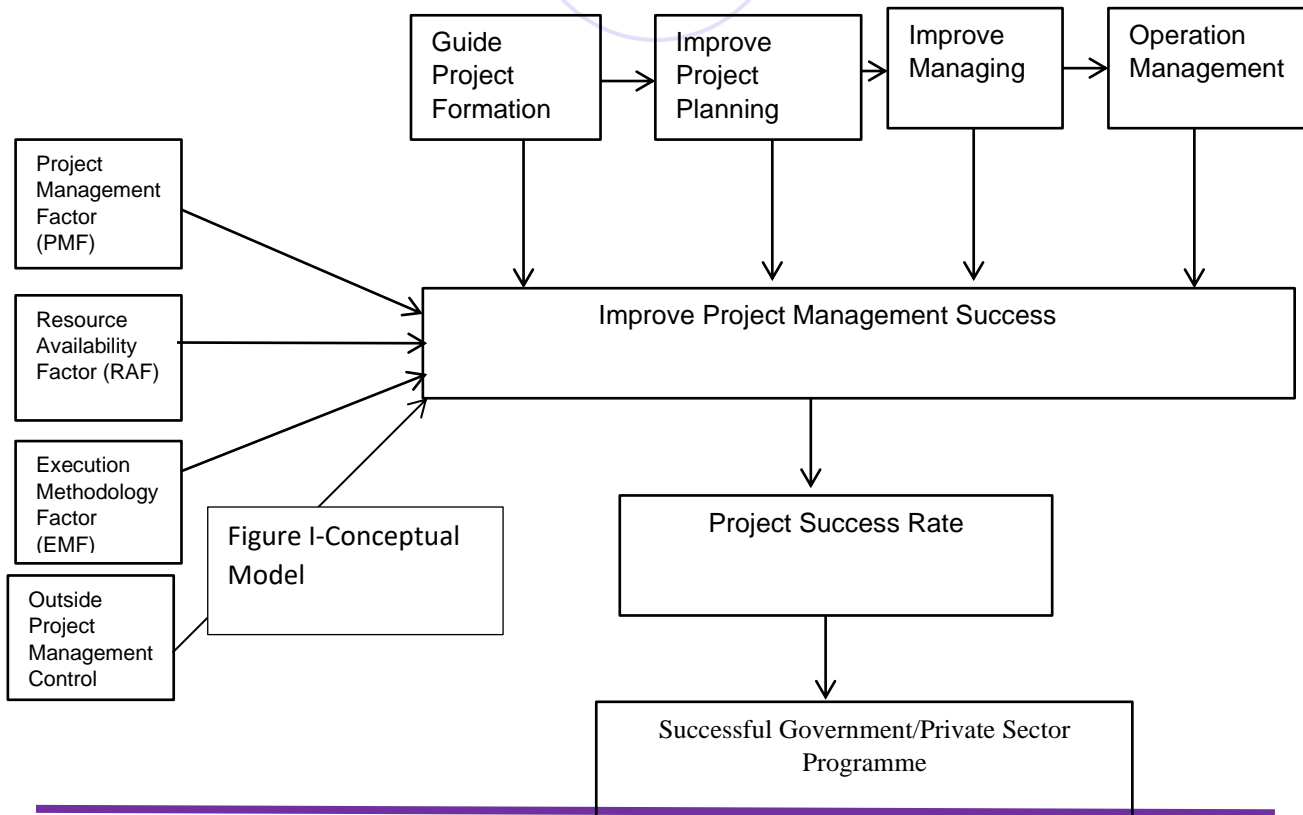 Guide
Project
Formation
Improve
Project
Planning
Improve
Managing
Operation
Management
Project
Management
Factor
(PMF)
Resource
Availability
Factor (RAF)
Execution
Methodology
Factor
(EMF)
Outside
Project
Management
Control
Improve Project Management Success
Figure I-Conceptual
Model
Project Success Rate
Successful Government/Private Sector
Programme